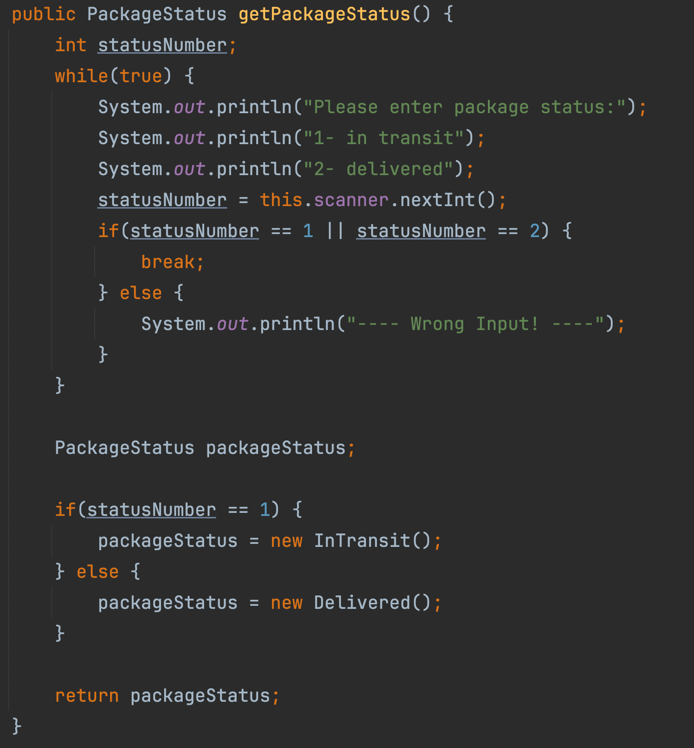 public PackageStatus getPackageStatus() {
    int statusNumber;
    while(true) {
        System.out.println("Please enter package status:");
        System.out.println("1- in transit");
        System.out.println("2- delivered");
        statusNumber = this.scanner.nextInt();
        if(statusNumber == 1 || statusNumber == 2) {
            break;
        } else {
            System.out.println("---- Wrong Input! ----");
        }
    }

    PackageStatus packageStatus;

    if(statusNumber == 1) {
        packageStatus = new InTransit();
    } else {
        packageStatus = new Delivered();
    }

    return packageStatus;
}